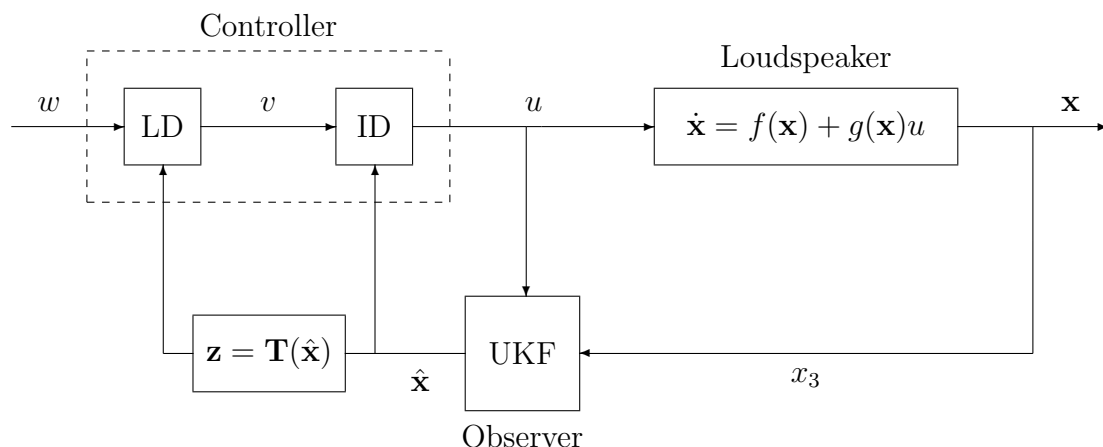 Controller
Loudspeaker
w
LD
v
ID
u
ẋ = f(x) + g(x)u
x
z = T(x̂)
x̂
UKF
x₃
Observer